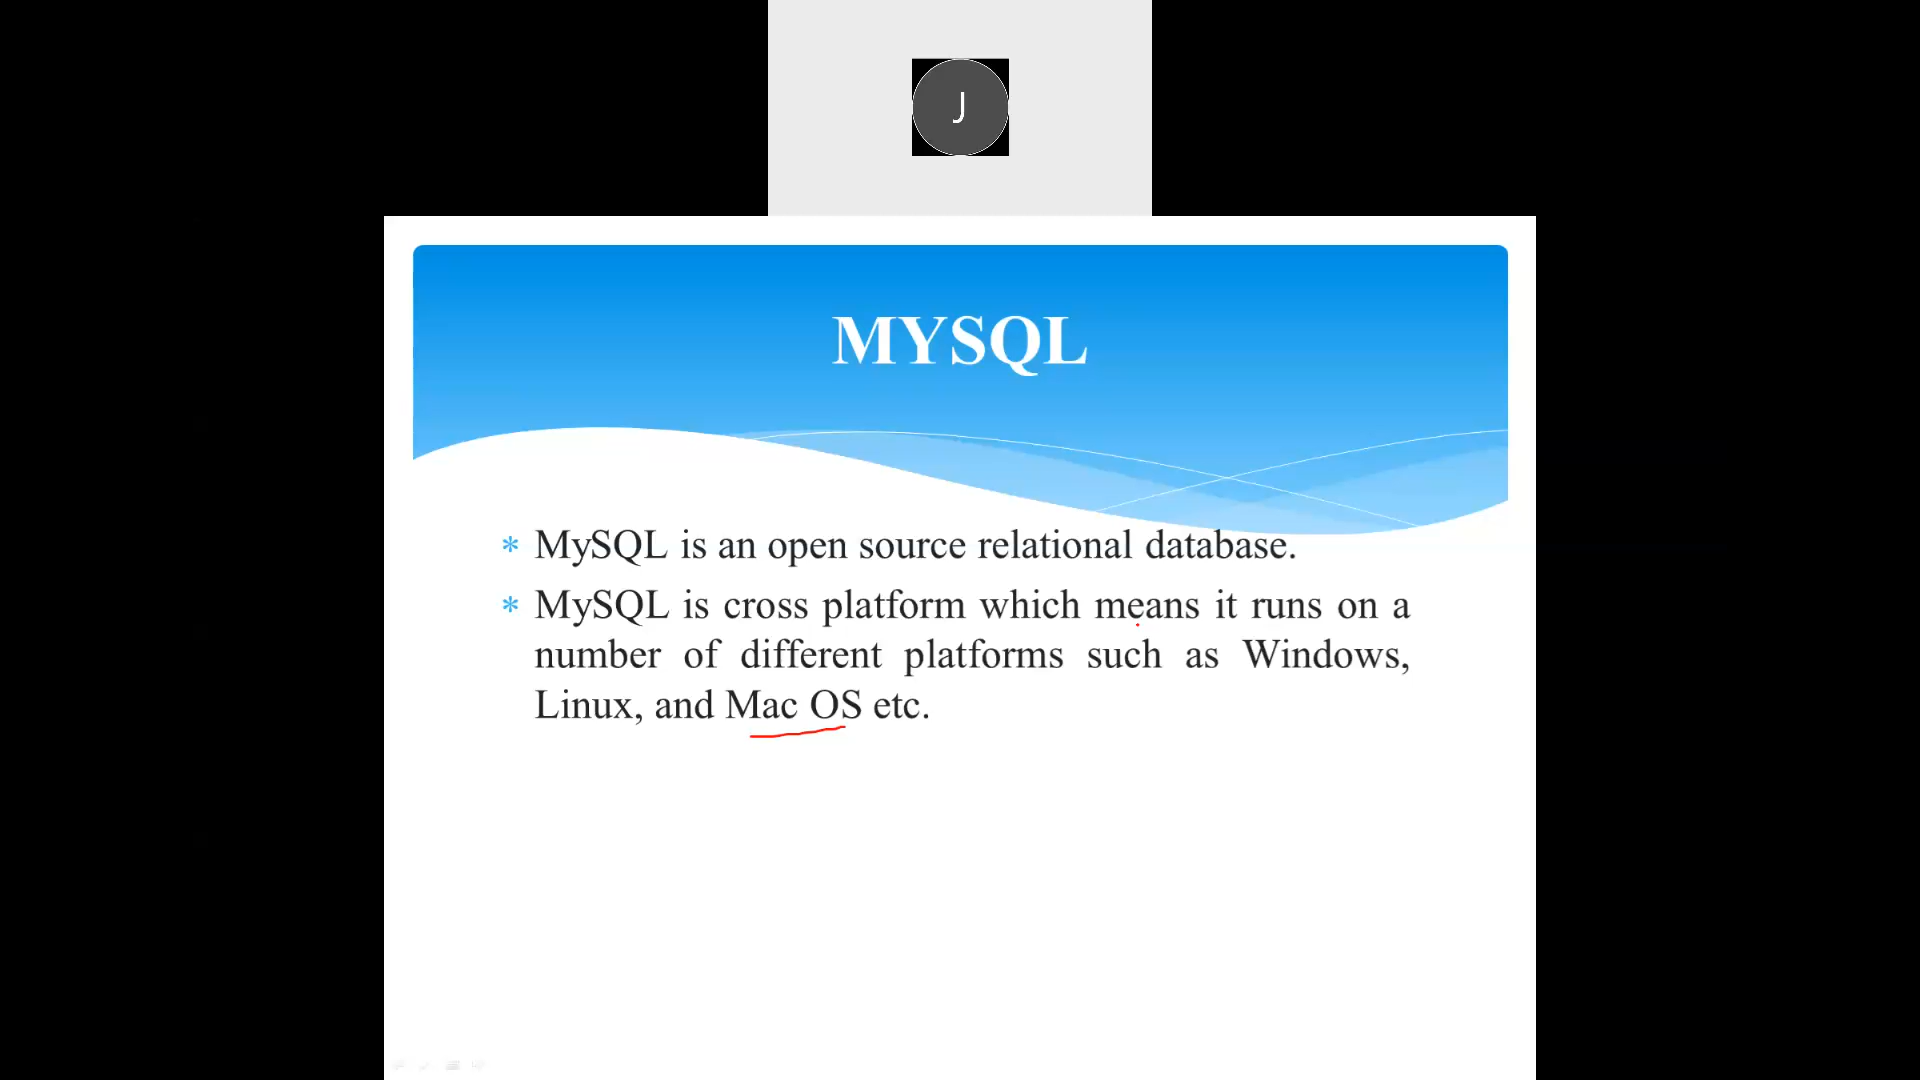 J
MYSQL
* MySQL is an open source relational database.
* MySQL is cross platform which means it runs on a
number of different platforms such as Windows,
Linux, and Mac OS etc.